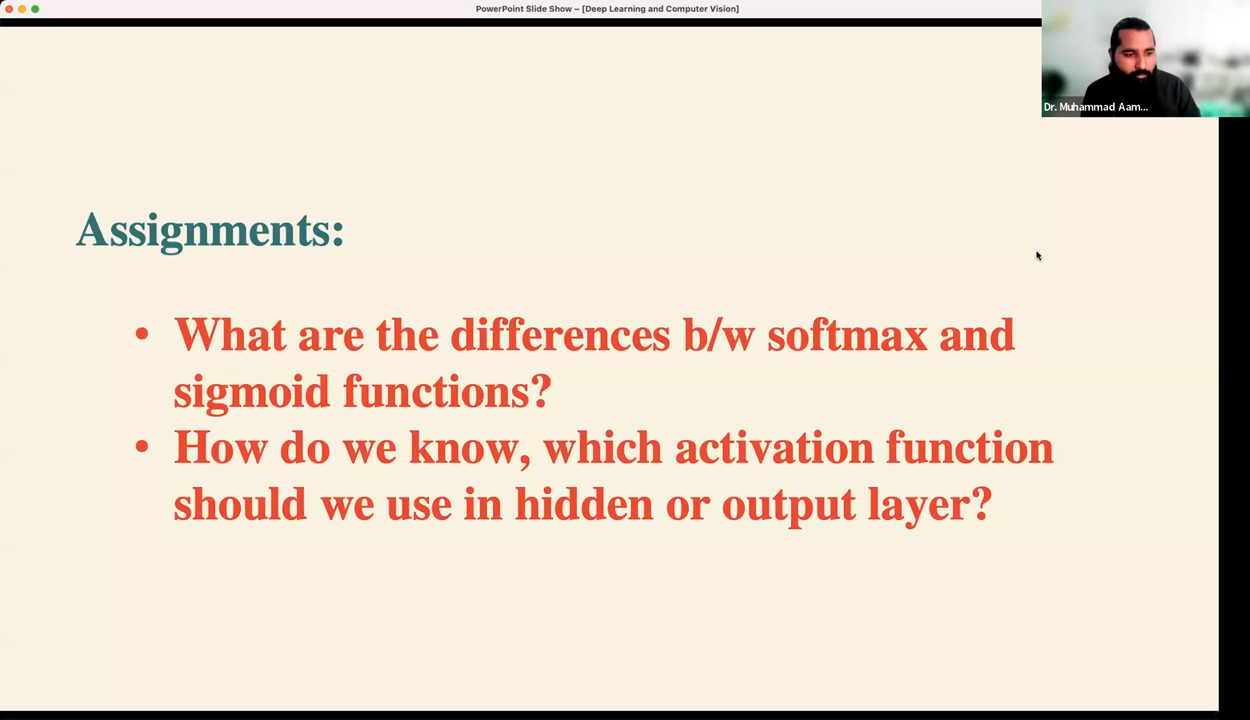 PowerPoint Slide Show – [Deep Learning and Computer Vision]
Dr. Muhammad Aam...
Assignments:
• What are the differences b/w softmax and
sigmoid functions?
• How do we know, which activation function
should we use in hidden or output layer?